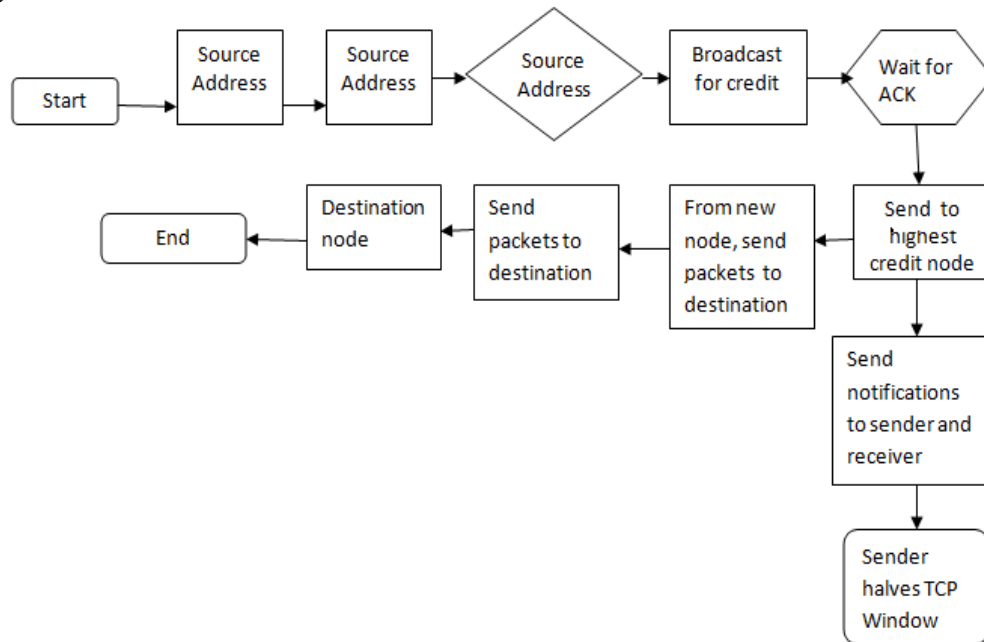 Start
Source
Address
Source
Address
Source
Address
Broadcast
for credit
Wait for
ACK
Send to
highest
credit node
From new
node, send
packets to
destination
Send
packets to
destination
Destination
node
End
Send
notifications
to sender and
receiver
Sender
halves TCP
Window